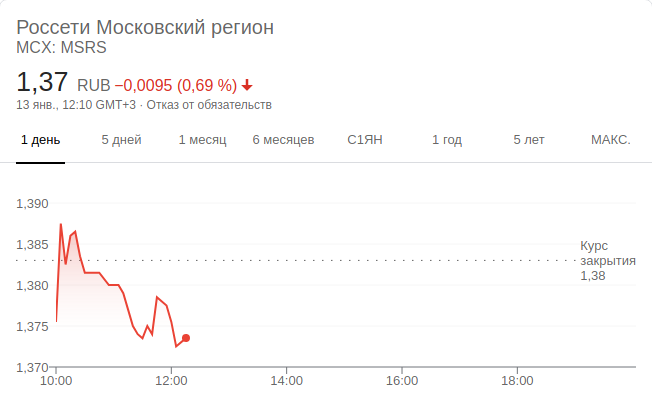 Россети Московский регион
MCX: MSRS
1,37 RUB −0,0095 (0,69 %)
13 янв., 12:10 GMT+3 · Отказ от обязательств
1 день 5 дней 1 месяц 6 месяцев С1ЯН 1 год 5 лет МАКС.
1,390
1,385
1,380
1,375
1,370
Курс
закрытия
1,38
10:00 12:00 14:00 16:00 18:00